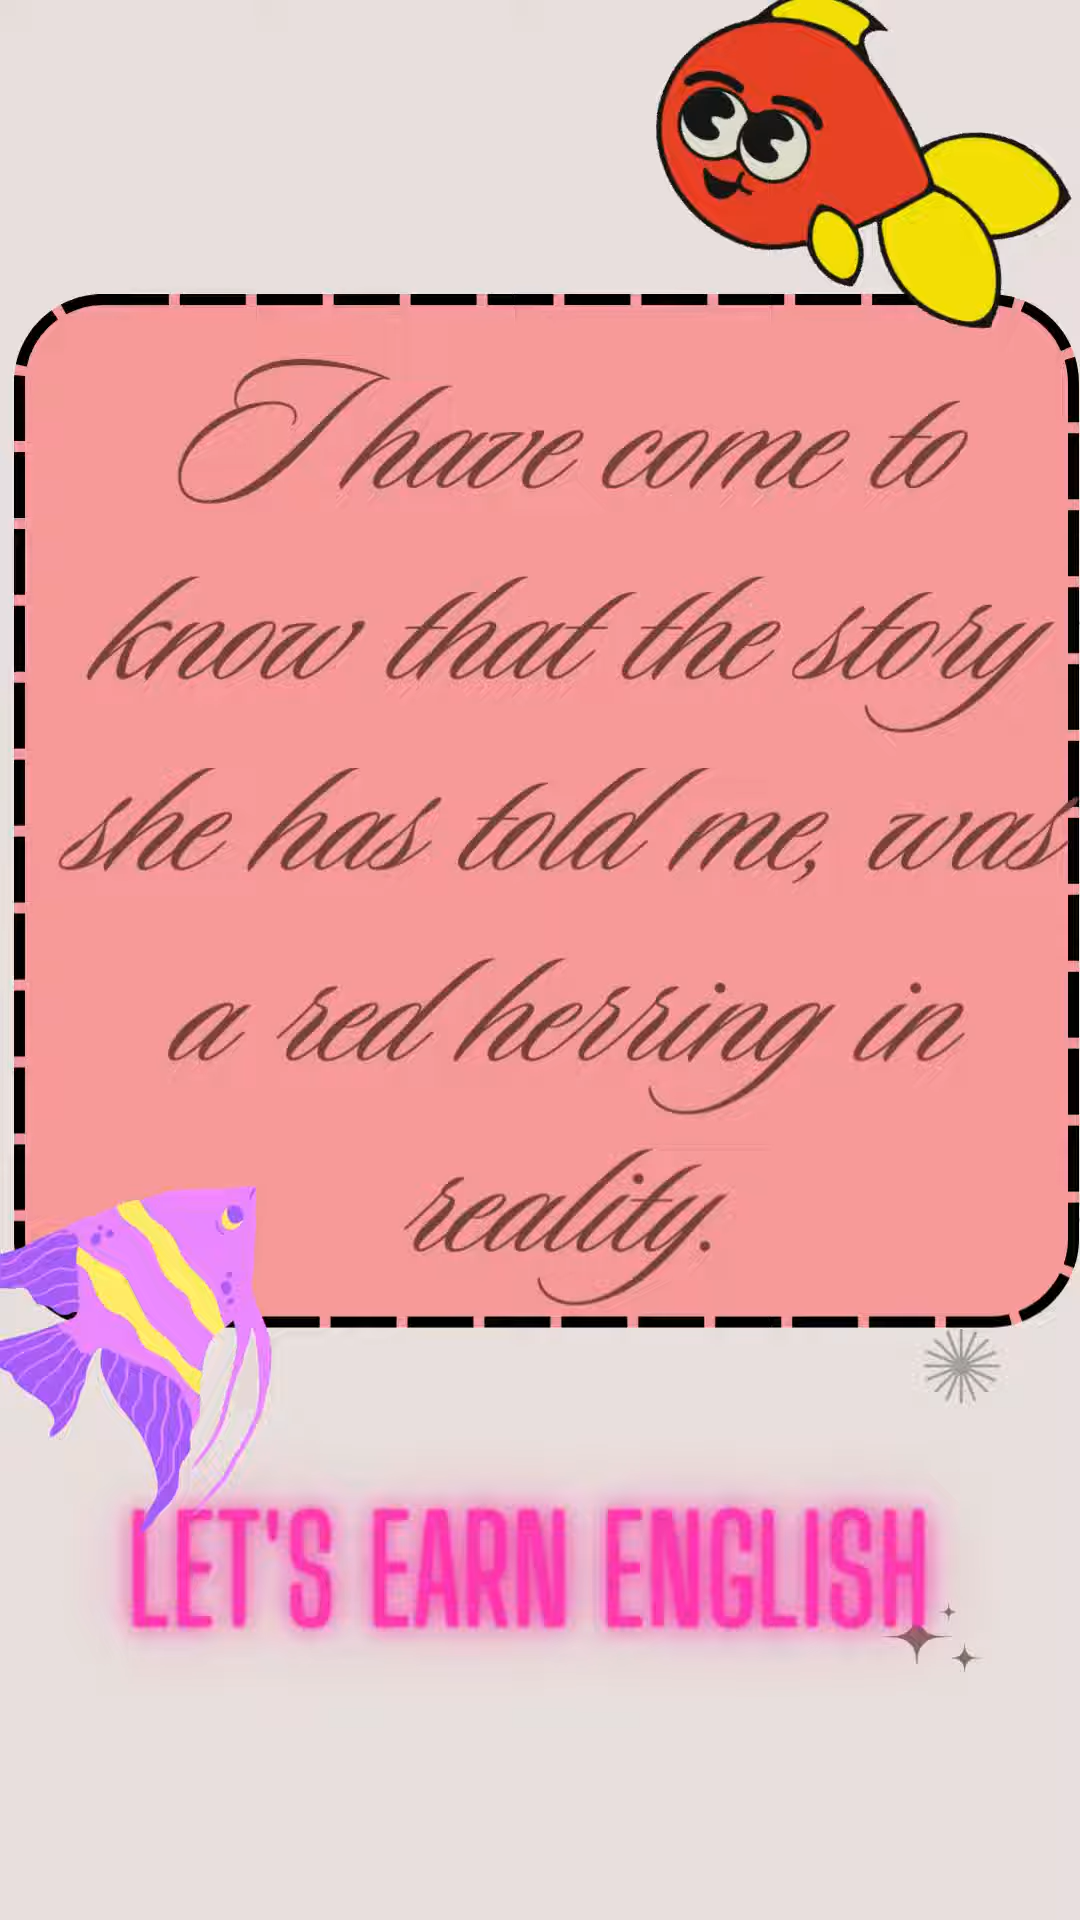 I have come to
know that the story
she has told me, was
a red herring in
reality.
LET'S EARN ENGLISH